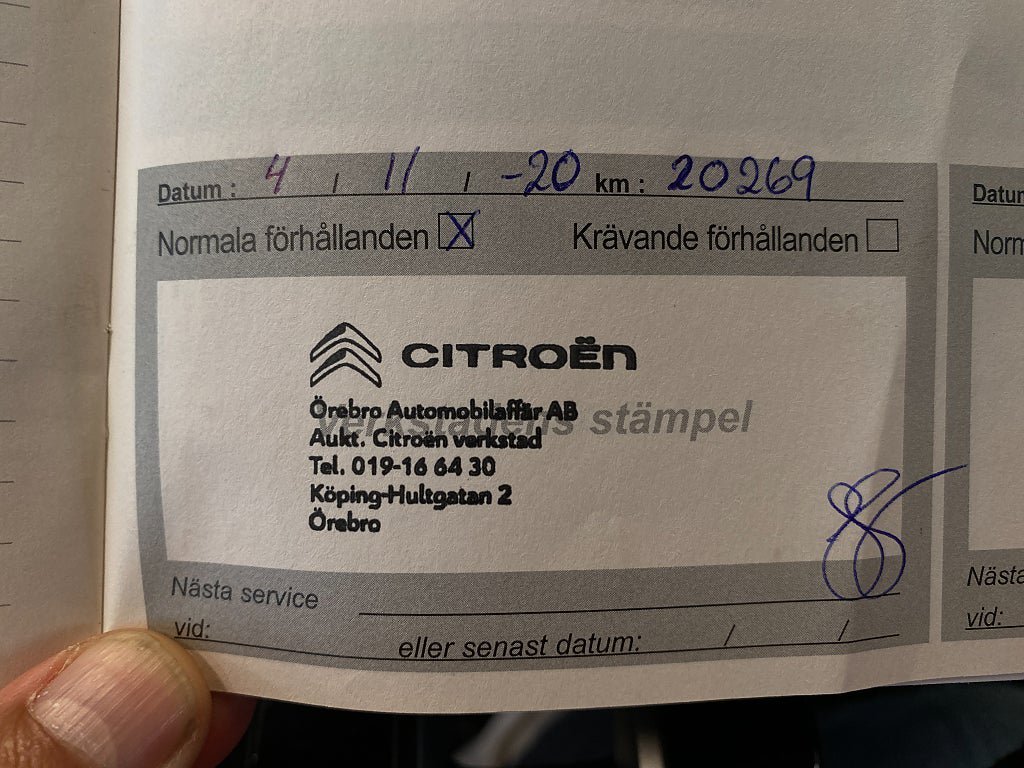 Datum : 4 / 11 / -20 km : 20269
Normala förhållanden X Krävande förhållanden
CITROËN
Örebro Automobilaffär AB
verkstadens stämpel
Aukt. Citroën verkstad
Tel. 019-16 64 30
Köping-Hultgatan 2
Örebro
Nästa service
vid: eller senast datum: / /
Datum
Norm
Nästa
vid: